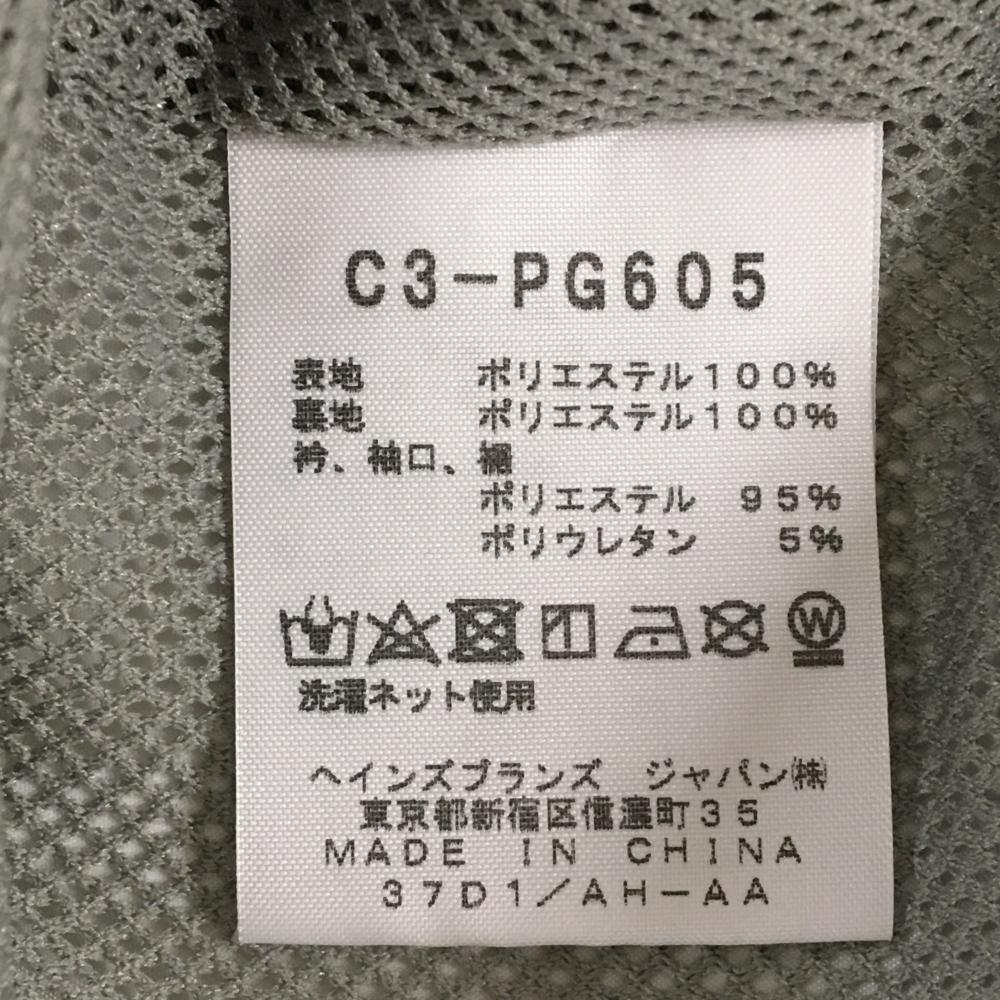 C3-PG605
表地 ポリエステル100%
裏地 ポリエステル100%
衿、袖口、裾
ポリエステル 95%
ポリウレタン 5%
W
洗濯ネット使用
ヘインズブランズ ジャパン㈱
東京都新宿区信濃町35
MADE IN CHINA
37D1/AH-AA